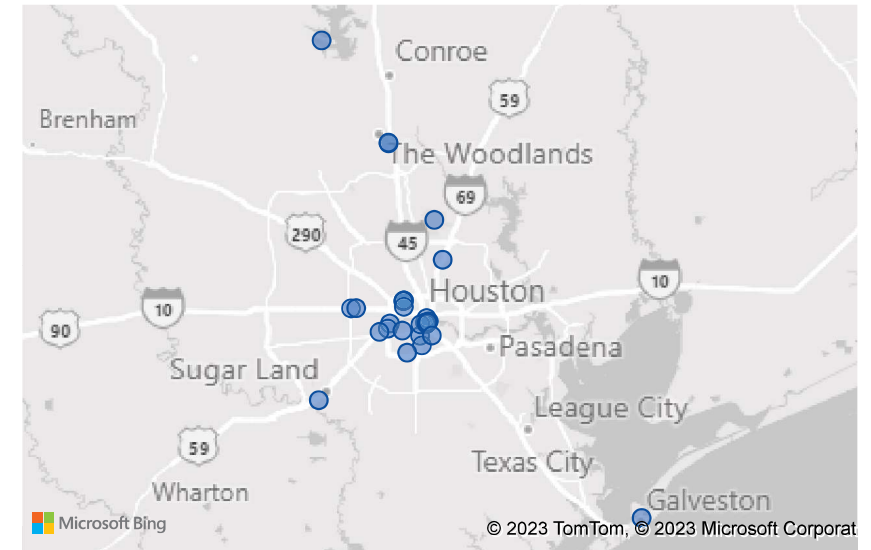 Conroe
59
Brenham
The Woodlands
69
290
45
10
Houston
10
90
Pasadena
Sugar Land
League City
59
Texas City
Wharton
Galveston
Microsoft Bing
© 2023 TomTom, © 2023 Microsoft Corporat